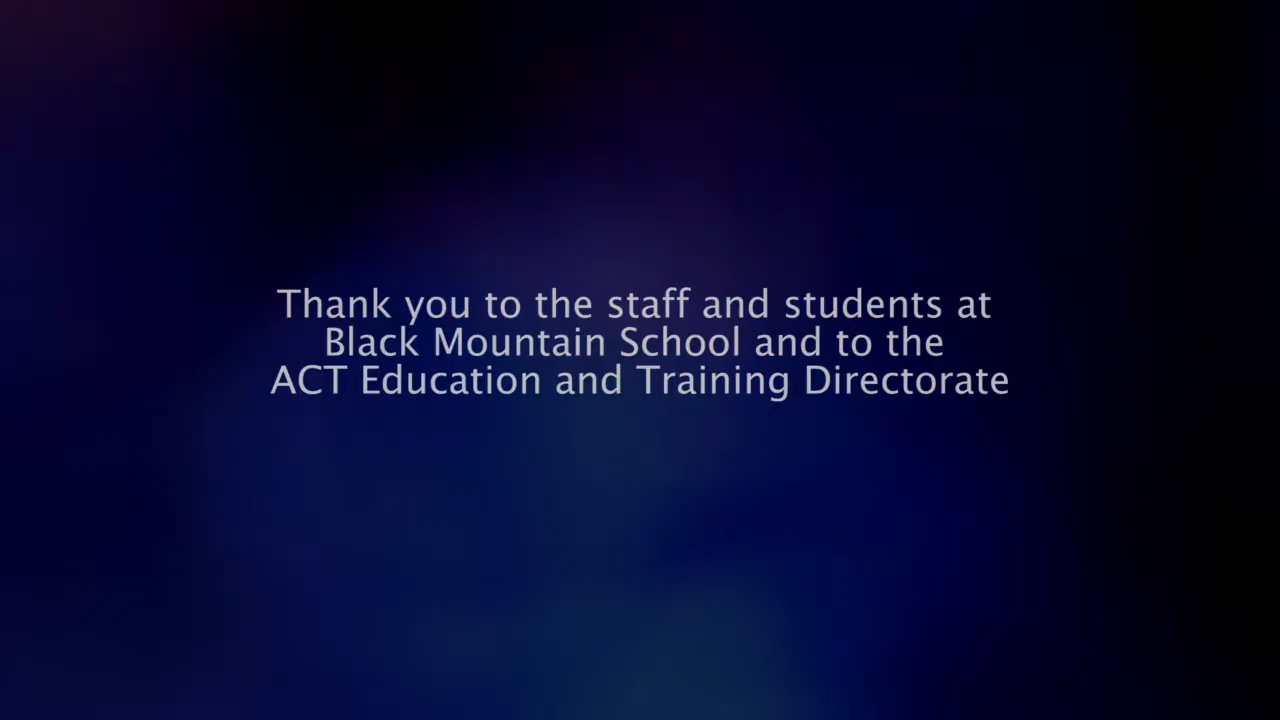 Thank you to the staff and students at
Black Mountain School and to the
ACT Education and Training Directorate